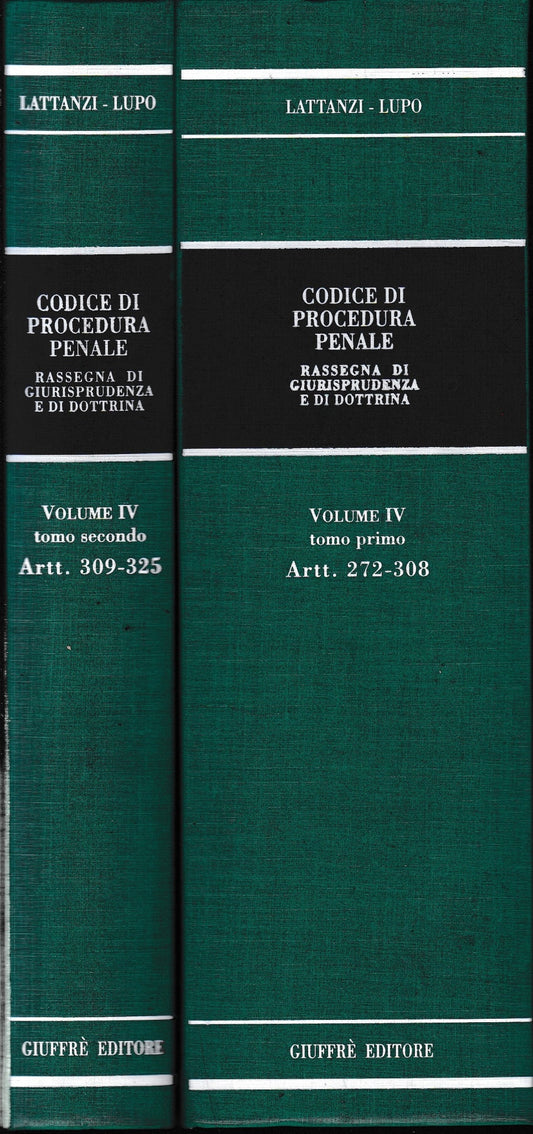 LATTANZI - LUPO
CODICE DI
PROCEDURA
PENALE
RASSEGNA DI
GIURISPRUDENZA
E DI DOTTRINA
VOLUME IV
tomo secondo
Artt. 309-325
GIUFFRÈ EDITORE
LATTANZI - LUPO
CODICE DI
PROCEDURA
PENALE
RASSEGNA DI
GIURISPRUDENZA
E DI DOTTRINA
VOLUME IV
tomo primo
Artt. 272-308
GIUFFRÈ EDITORE